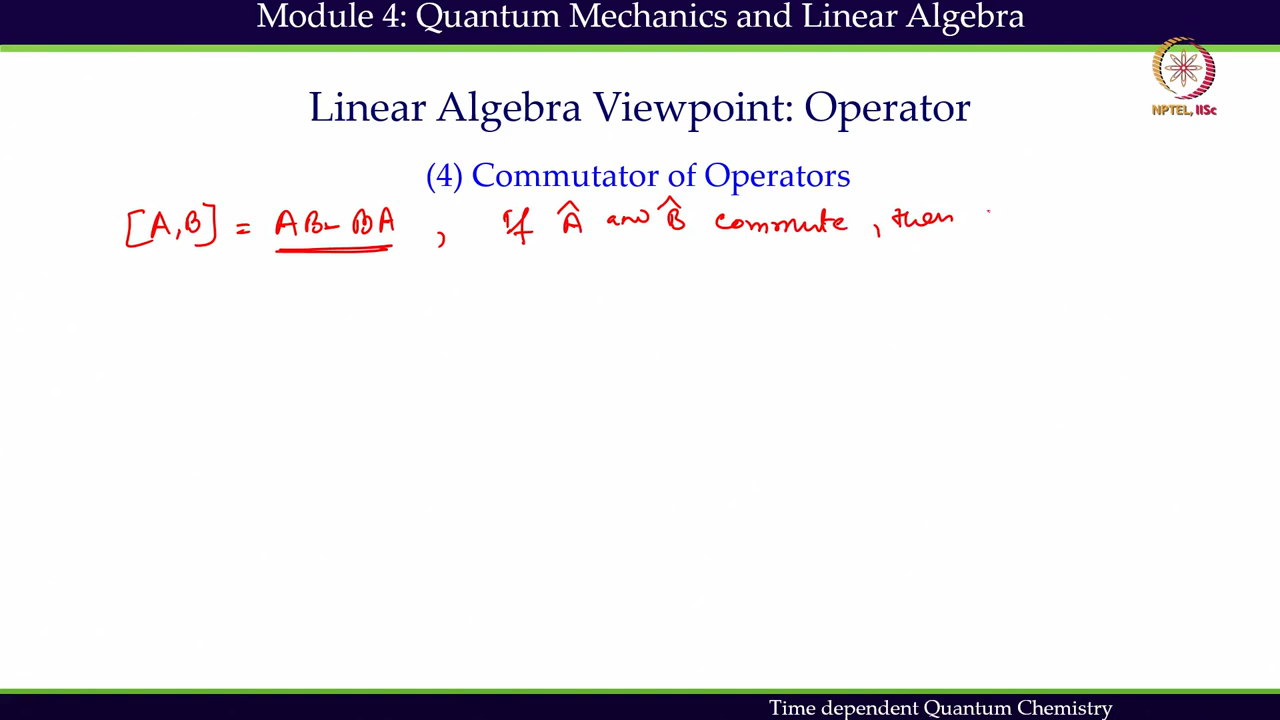 Module 4: Quantum Mechanics and Linear Algebra
NPTEL, IISc
Linear Algebra Viewpoint: Operator
(4) Commutator of Operators
[A,B] = AB-BA , If Â and B̂ commute, then
Time dependent Quantum Chemistry